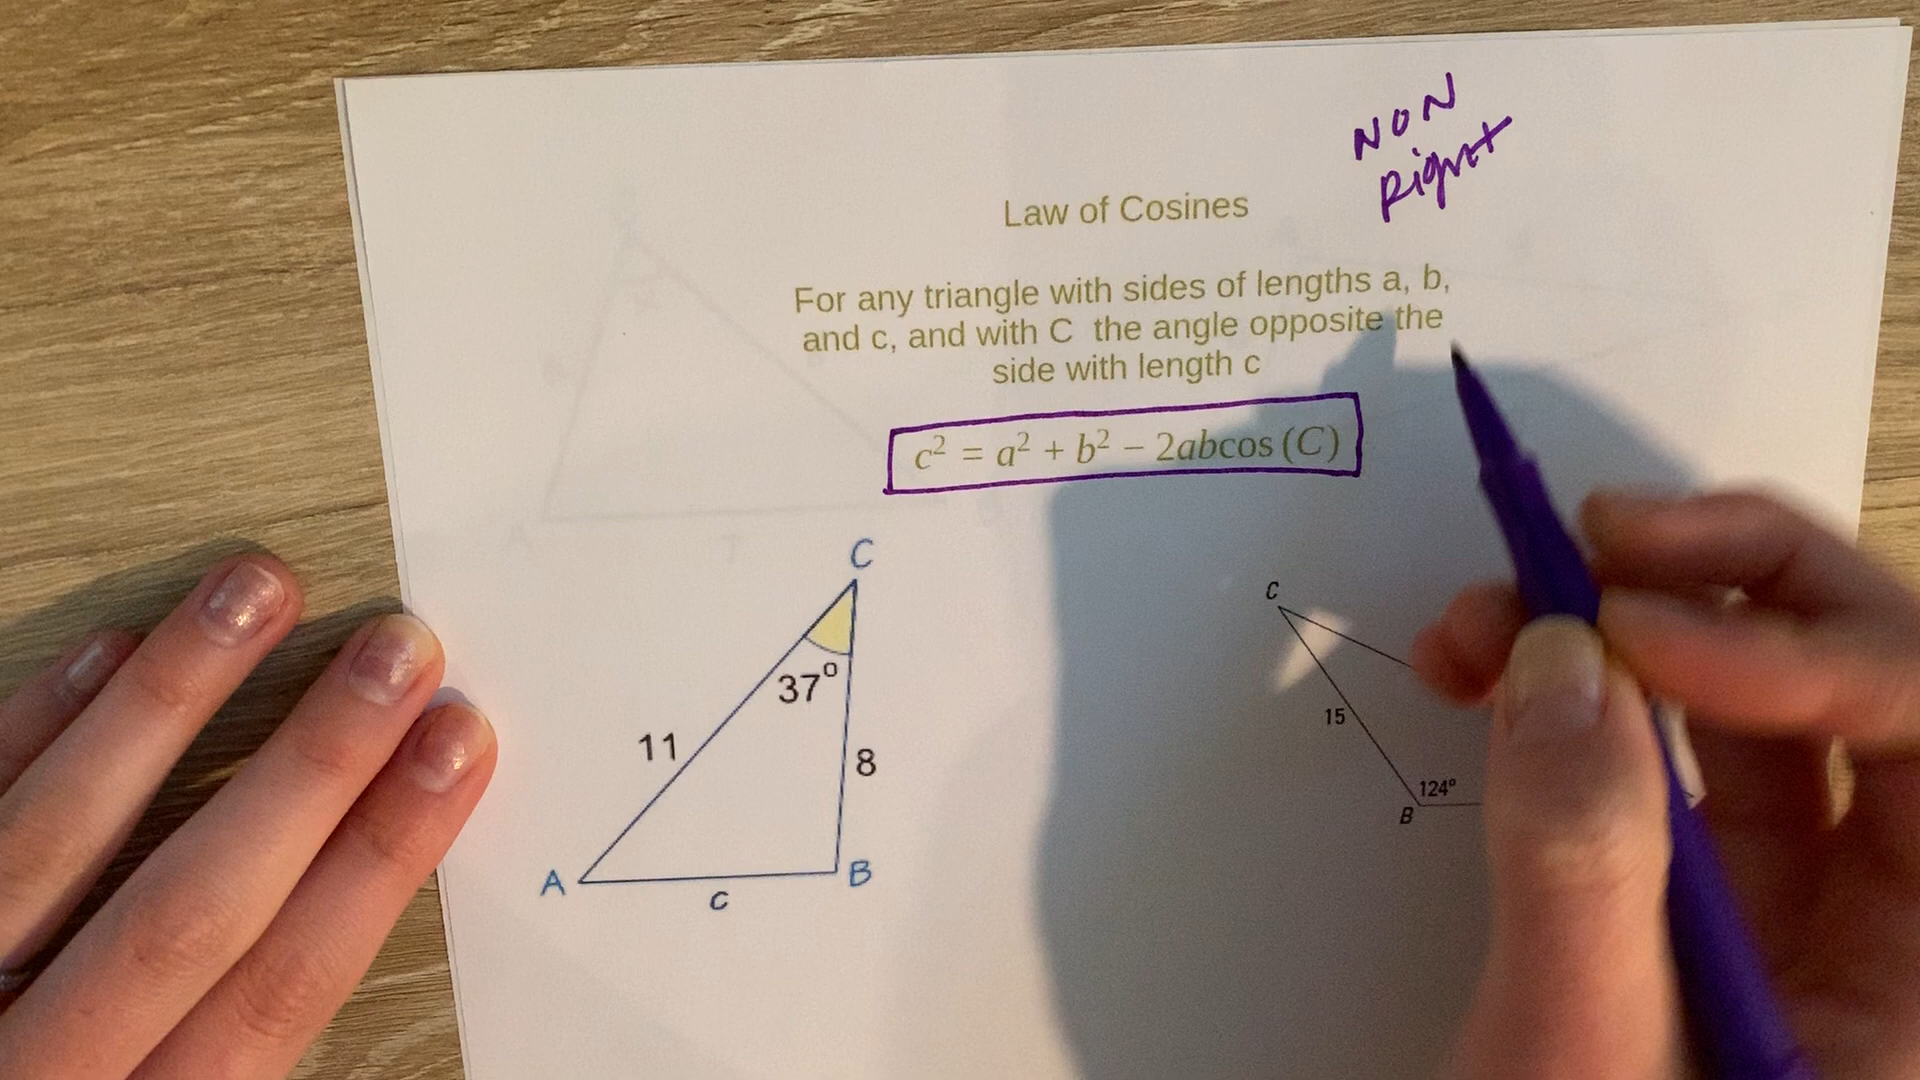 NON
Right
Law of Cosines
For any triangle with sides of lengths a, b,
and c, and with C the angle opposite the
side with length c
c² = a² + b² − 2abcos (C)
C
37°
11
8
A
B
c
C
15
124°
B